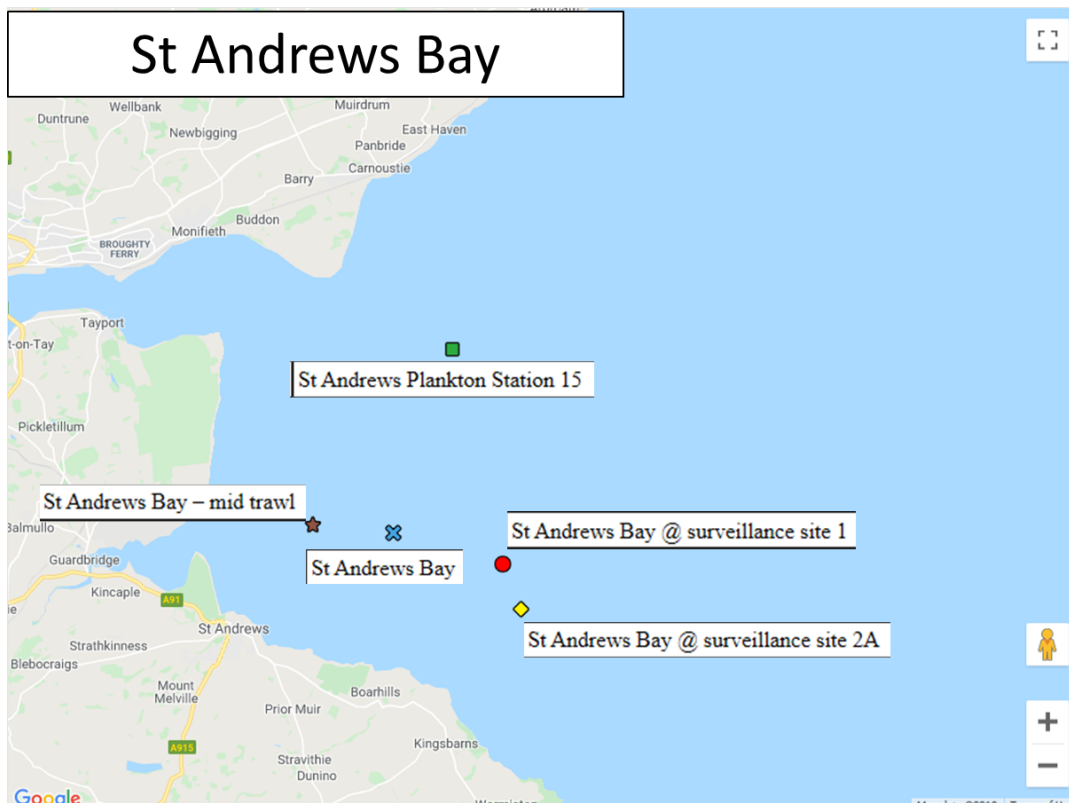 St Andrews Bay
Wellbank
Muirdrum
Duntrune
Newbigging
East Haven
Panbride
Carnoustie
Barry
Buddon
Monifieth
BROUGHTY
FERRY
Tayport
t-on-Tay
St Andrews Plankton Station 15
Pickletillum
St Andrews Bay – mid trawl
Balmullo
St Andrews Bay @ surveillance site 1
Guardbridge
St Andrews Bay
Kincaple
A91
St Andrews
St Andrews Bay @ surveillance site 2A
Strathkinness
Blebocraigs
Mount
Melville
Boarhills
Prior Muir
A915
Kingsbarns
Stravithie
Dunino
Google